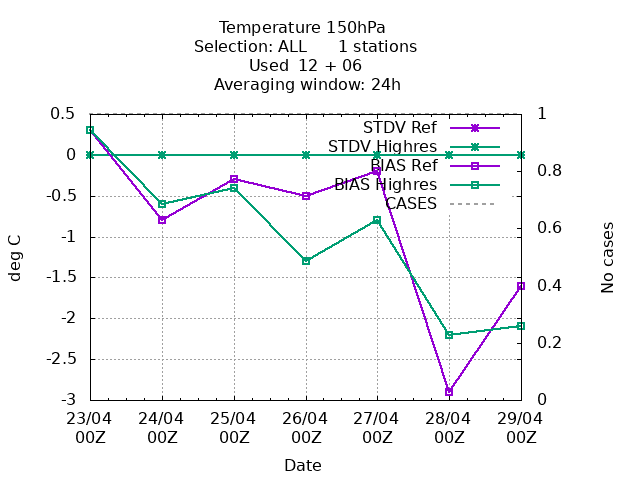 Temperature 150hPa
Selection: ALL 1 stations
Used 12 + 06
Averaging window: 24h
0.5
0
-0.5
-1
-1.5
-2
-2.5
-3
deg C
1
0.8
0.6
0.4
0.2
0
No cases
STDV Ref
STDV Highres
BIAS Ref
BIAS Highres
CASES
23/04 24/04 25/04 26/04 27/04 28/04 29/04
00Z 00Z 00Z 00Z 00Z 00Z 00Z
Date